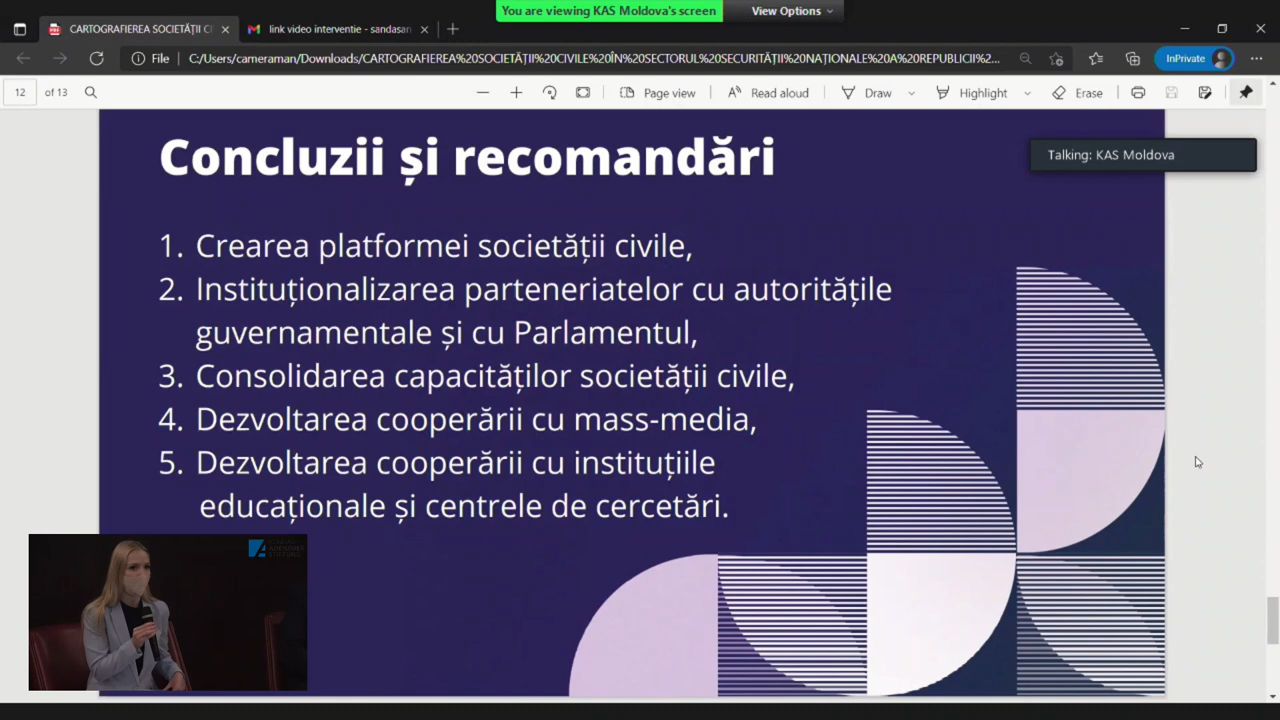 You are viewing KAS Moldova's screen
View Options
CARTOGRAFIEREA SOCIETĂȚII CI
link video interventie - sandasan
File
C:/Users/cameraman/Downloads/CARTOGRAFIEREA%20SOCIETĂȚII%20CIVILE%20ÎN%20SECTORUL%20SECURITĂȚII%20NAȚIONALE%20A%20REPUBLICII%2...
InPrivate
12 of 13
Page view
Read aloud
Draw
Highlight
Erase
Concluzii și recomandări
Talking: KAS Moldova
1. Crearea platformei societății civile,
2. Instituționalizarea parteneriatelor cu autoritățile
guvernamentale și cu Parlamentul,
3. Consolidarea capacităților societății civile,
4. Dezvoltarea cooperării cu mass-media,
5. Dezvoltarea cooperării cu instituțiile
educaționale și centrele de cercetări.
KONRAD
ADENAUER
STIFTUNG